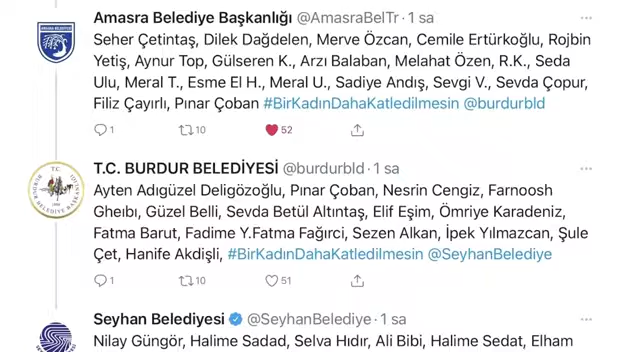 Amasra Belediye Başkanlığı @AmasraBelTr · 1 sa
Seher Çetintaş, Dilek Dağdelen, Merve Özcan, Cemile Ertürkoğlu, Rojbin
Yetiş, Aynur Top, Gülseren K., Arzı Balaban, Melahat Özen, R.K., Seda
Ulu, Meral T., Esme El H., Meral U., Sadiye Andış, Sevgi V., Sevda Çopur,
Filiz Çayırlı, Pınar Çoban #BirKadınDahaKatledilmesin @burdurbld
1 10 52
T.C. BURDUR BELEDİYESİ @burdurbld · 1 sa
Ayten Adıgüzel Deligözoğlu, Pınar Çoban, Nesrin Cengiz, Farnoosh
Gheıbı, Güzel Belli, Sevda Betül Altıntaş, Elif Eşim, Ömriye Karadeniz,
Fatma Barut, Fadime Y.Fatma Fağırci, Sezen Alkan, İpek Yılmazcan, Şule
Çet, Hanife Akdişli, #BirKadınDahaKatledilmesin @SeyhanBelediye
1 10 51
Seyhan Belediyesi @SeyhanBelediye · 1 sa
Nilay Güngör, Halime Sadad, Selva Hıdır, Ali Bibi, Halime Sedat, Elham